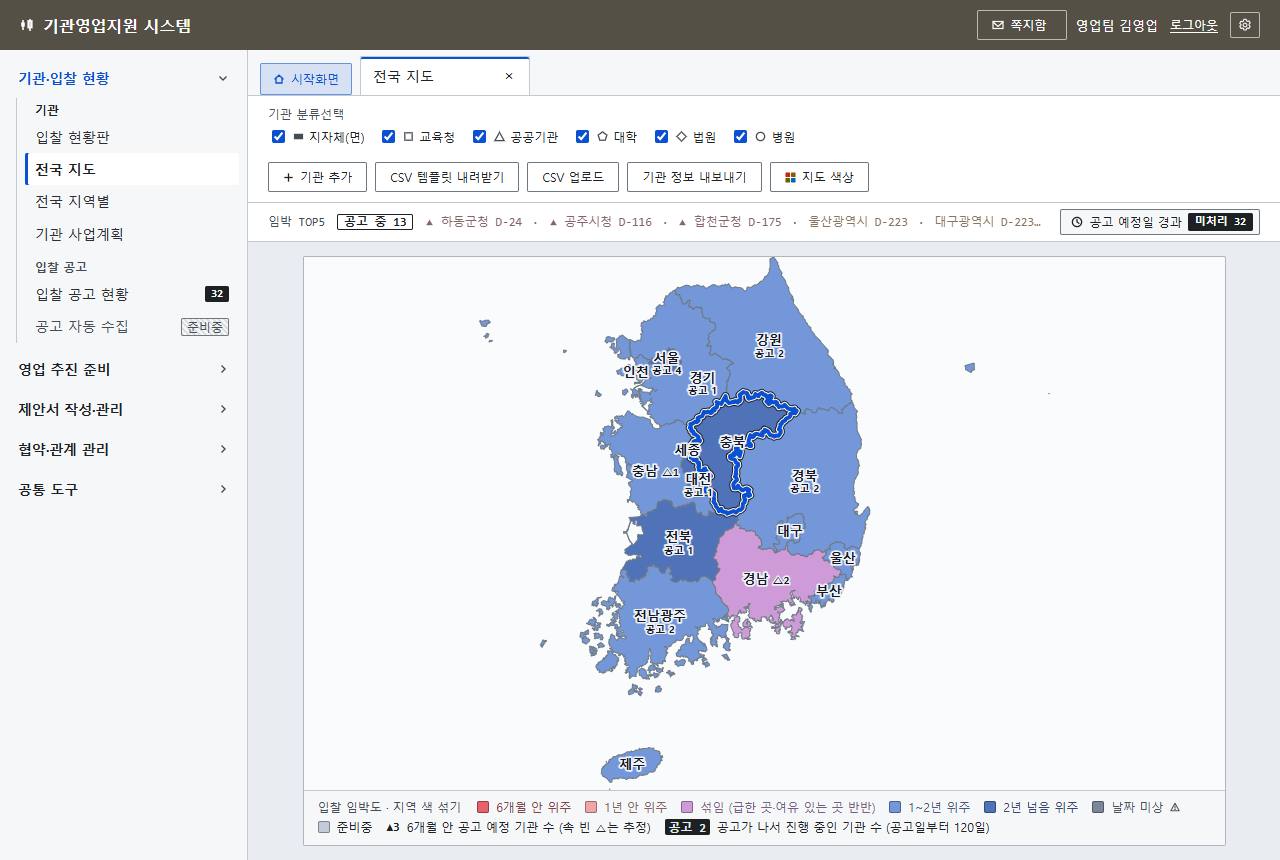 기관영업지원 시스템
쪽지함 영업팀 김영업 로그아웃
기관·입찰 현황
기관
입찰 현황판
전국 지도
전국 지역별
기관 사업계획
입찰 공고
입찰 공고 현황 32
공고 자동 수집 준비중
영업 추진 준비
제안서 작성·관리
협약·관계 관리
공통 도구
시작화면 전국 지도 ×
기관 분류선택
지자체(면) 교육청 공공기관 대학 법원 병원
+ 기관 추가 CSV 템플릿 내려받기 CSV 업로드 기관 정보 내보내기 지도 색상
임박 TOP5 공고 중 13 ▲ 하동군청 D-24 · ▲ 공주시청 D-116 · ▲ 합천군청 D-175 · 울산광역시 D-223 · 대구광역시 D-223… 공고 예정일 경과 미처리 32
강원
공고 2
서울
공고 4
인천
경기
공고 1
충북
세종
충남 △1
대전
공고 1
경북
공고 2
대구
전북
공고 1
울산
경남 △2
부산
전남광주
공고 2
제주
입찰 임박도 · 지역 색 섞기 6개월 안 위주 1년 안 위주 섞임 (급한 곳·여유 있는 곳 반반) 1~2년 위주 2년 넘음 위주 날짜 미상 ⚠
준비중 ▲3 6개월 안 공고 예정 기관 수 (속 빈 △는 추정) 공고 2 공고가 나서 진행 중인 기관 수 (공고일부터 120일)